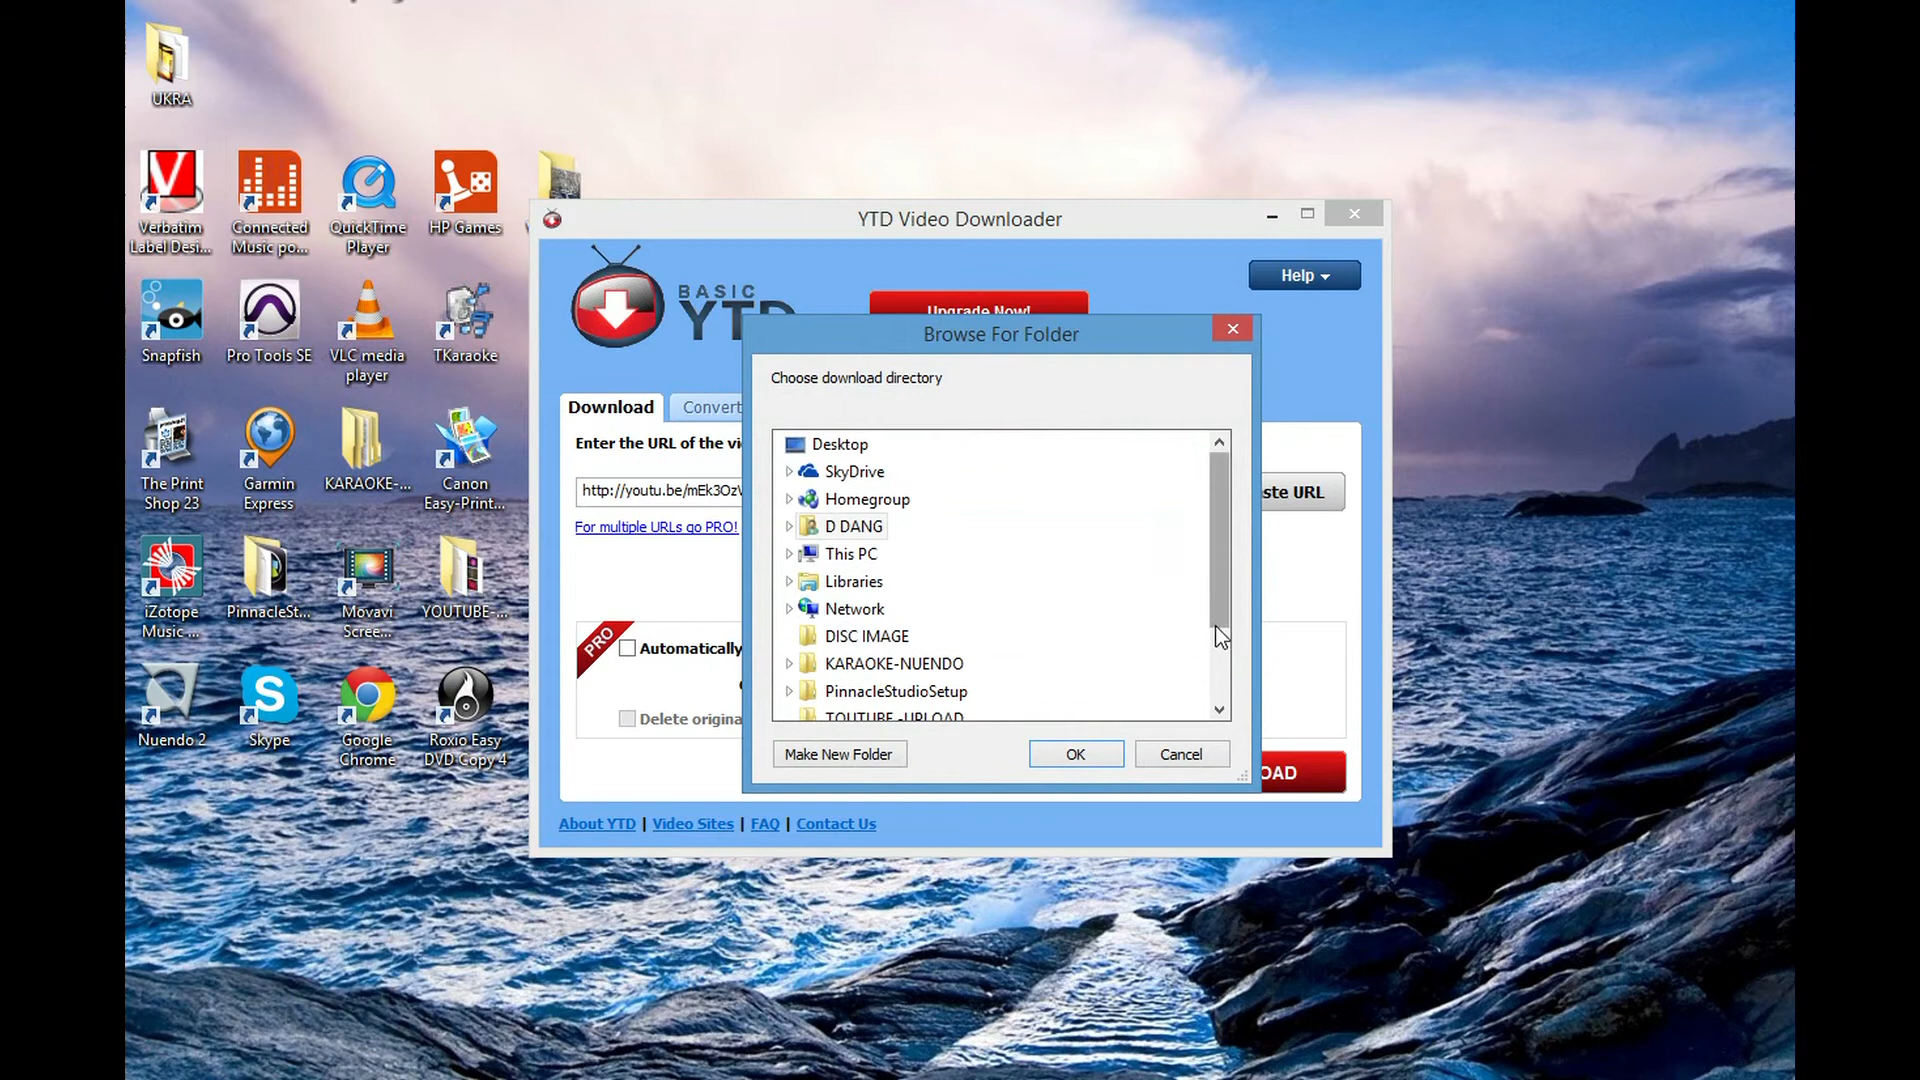 UKRA
Verbatim
Label Desi...
Connected
Music po...
QuickTime
Player
HP Games
Snapfish
Pro Tools SE
VLC media
player
TKaraoke
The Print
Shop 23
Garmin
Express
KARAOKE-...
Canon
Easy-Print...
iZotope
Music ...
PinnacleSt...
Movavi
Scree...
YOUTUBE-...
Nuendo 2
Skype
Google
Chrome
Roxio Easy
DVD Copy 4
YTD Video Downloader
BASIC
YTD
Upgrade Now!
Help
Download
Convert
Enter the URL of the vi
http://youtu.be/mEk3Oz
ste URL
For multiple URLs go PRO!
PRO
Automatically
Delete origina
OAD
About YTD | Video Sites | FAQ | Contact Us
Browse For Folder
Choose download directory
Desktop
SkyDrive
Homegroup
D DANG
This PC
Libraries
Network
DISC IMAGE
KARAOKE-NUENDO
PinnacleStudioSetup
TOUTUBE -UPLOAD
Make New Folder
OK
Cancel